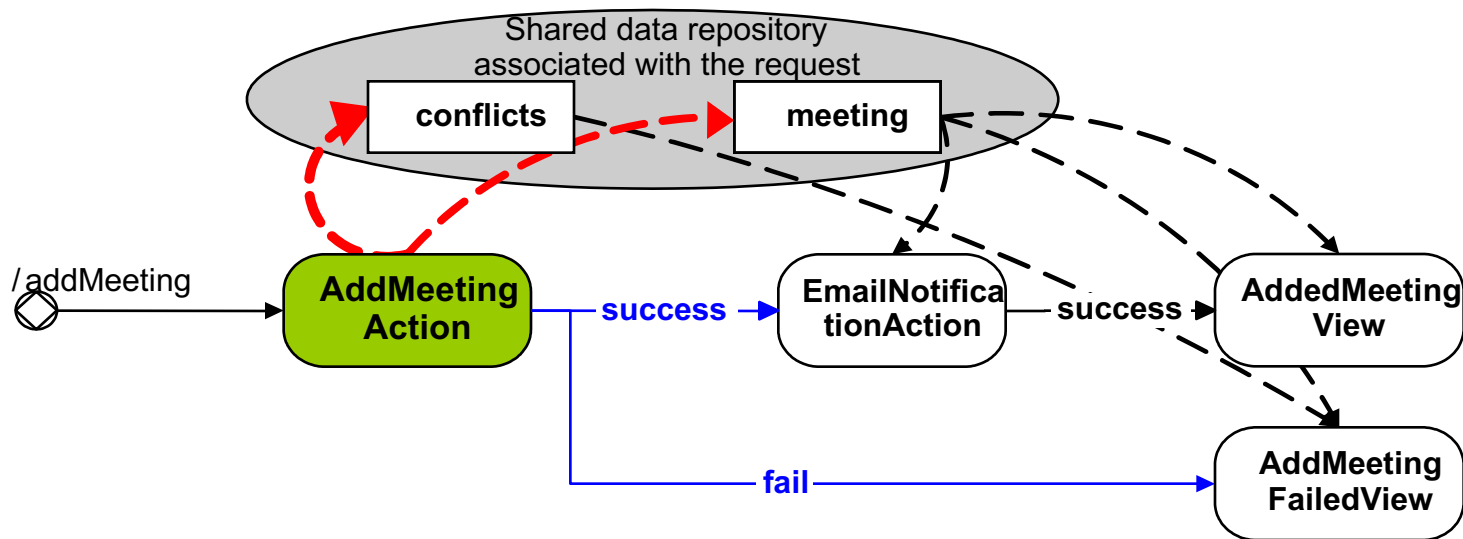 Shared data repository
associated with the request
conflicts
meeting
/ addMeeting
AddMeeting
Action
success
EmailNotifica
tionAction
success
AddedMeeting
View
fail
AddMeeting
FailedView